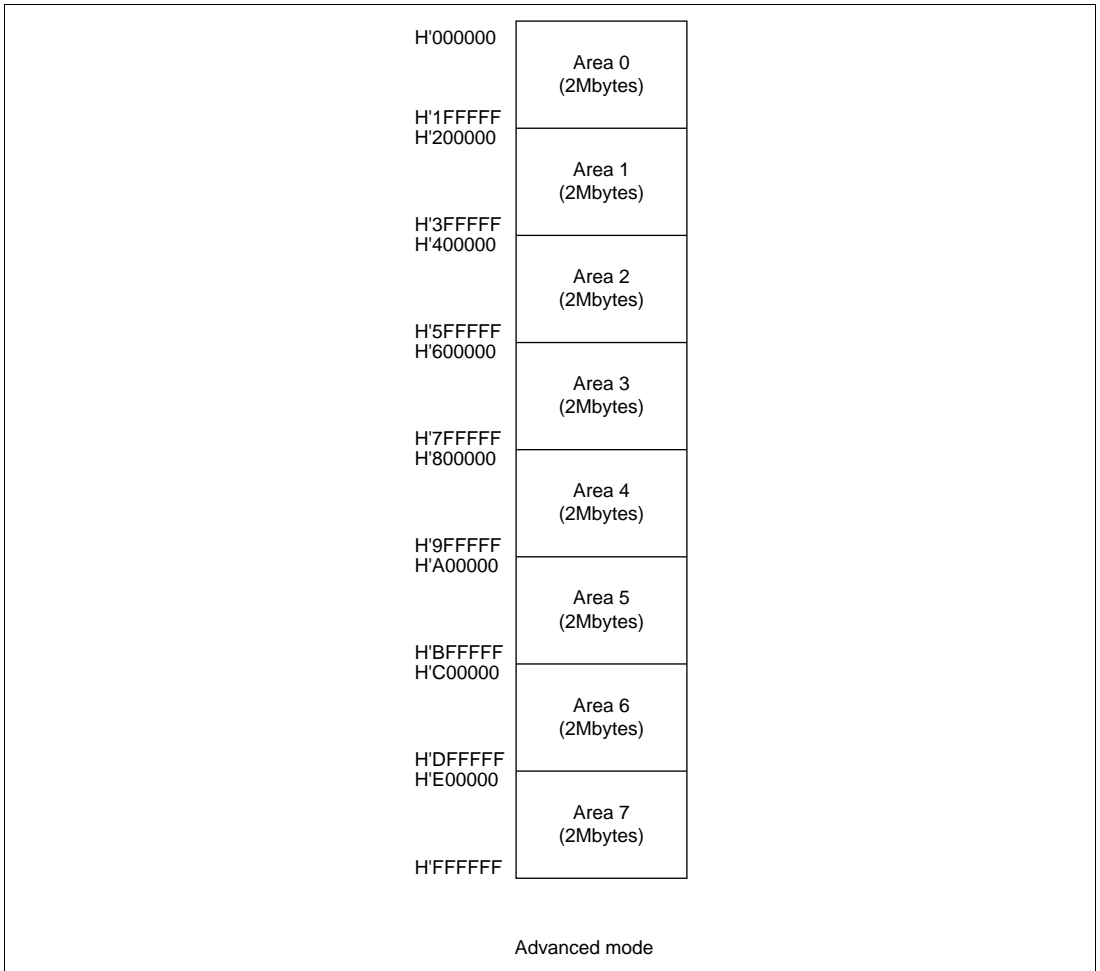 H'000000
Area 0
(2Mbytes)
H'1FFFFF
H'200000
Area 1
(2Mbytes)
H'3FFFFF
H'400000
Area 2
(2Mbytes)
H'5FFFFF
H'600000
Area 3
(2Mbytes)
H'7FFFFF
H'800000
Area 4
(2Mbytes)
H'9FFFFF
H'A00000
Area 5
(2Mbytes)
H'BFFFFF
H'C00000
Area 6
(2Mbytes)
H'DFFFFF
H'E00000
Area 7
(2Mbytes)
H'FFFFFF
Advanced mode